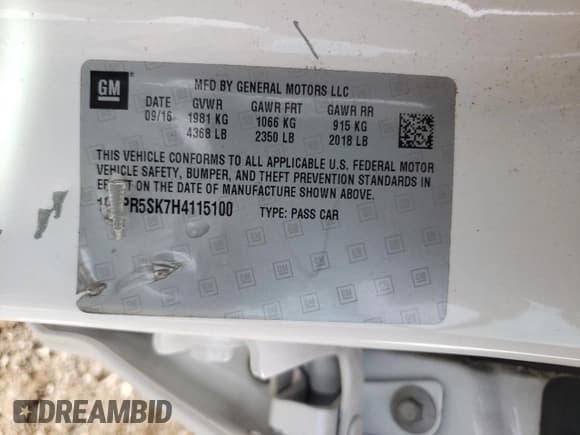 GM
MFD BY GENERAL MOTORS LLC
DATE GVWR GAWR FRT GAWR RR
09/16 1981 KG 1066 KG 915 KG
4368 LB 2350 LB 2018 LB
THIS VEHICLE CONFORMS TO ALL APPLICABLE U.S. FEDERAL MOTOR
VEHICLE SAFETY, BUMPER, AND THEFT PREVENTION STANDARDS IN
EFFECT ON THE DATE OF MANUFACTURE SHOWN ABOVE.
PR5SK7H4115100 TYPE: PASS CAR
DREAMBID